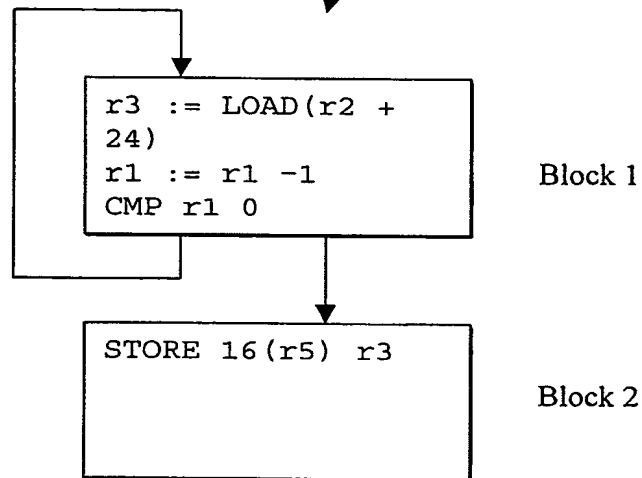 r3 := LOAD(r2 +
24)
r1 := r1 -1
CMP r1 0
Block 1
STORE 16(r5) r3
Block 2